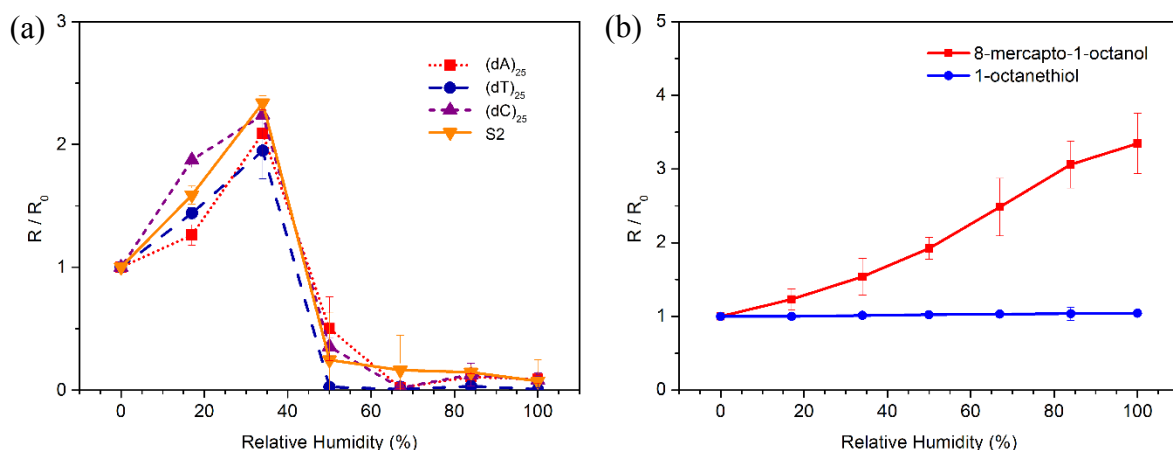 (a)
3
2
1
0
R / R0
0
20
40
60
80
100
Relative Humidity (%)
(dA)25
(dT)25
(dC)25
S2
(b)
5
4
3
2
1
0
R / R0
0
20
40
60
80
100
Relative Humidity (%)
8-mercapto-1-octanol
1-octanethiol